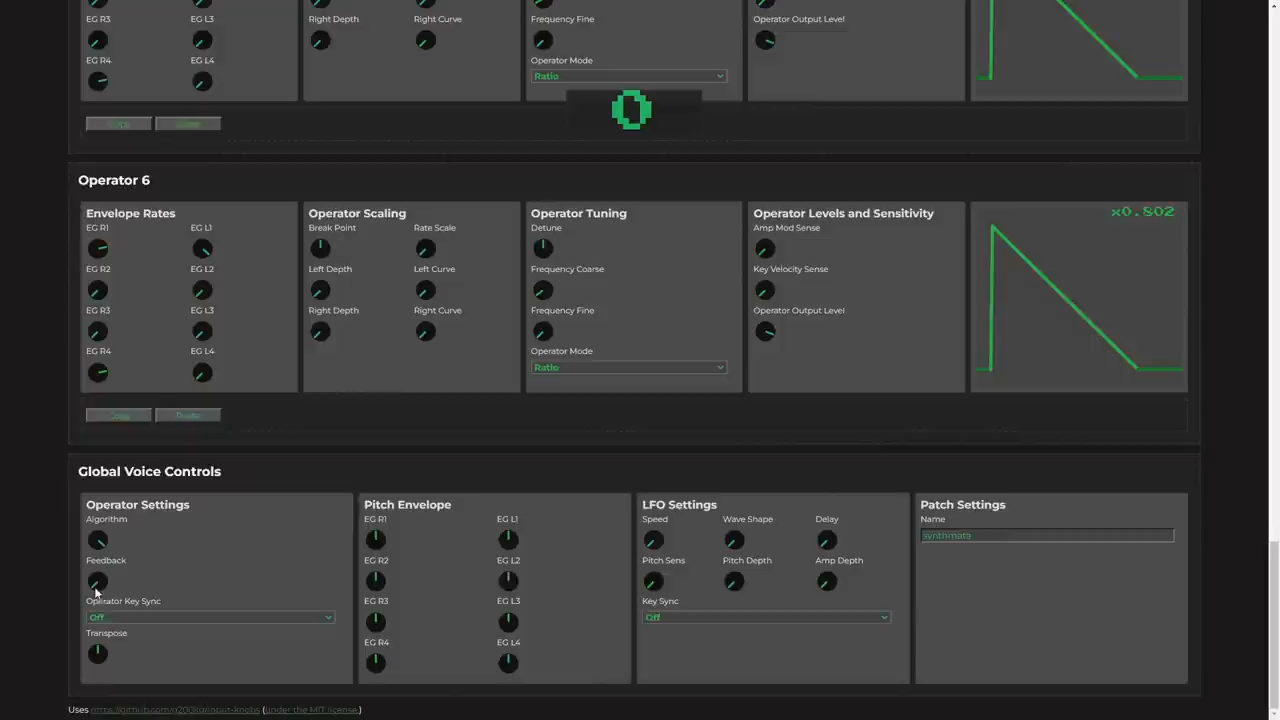 EG R3 EG L3 Right Depth Right Curve Frequency Fine Operator Output Level
EG R4 EG L4 Operator Mode
Ratio
0
Copy
Operator 6
Envelope Rates Operator Scaling Operator Tuning Operator Levels and Sensitivity x0.802
EG R1 EG L1 Break Point Rate Scale Detune Amp Mod Sense
EG R2 EG L2 Left Depth Left Curve Frequency Coarse Key Velocity Sense
EG R3 EG L3 Right Depth Right Curve Frequency Fine Operator Output Level
EG R4 EG L4 Operator Mode
Ratio
Copy
Global Voice Controls
Operator Settings Pitch Envelope LFO Settings Patch Settings
Algorithm EG R1 EG L1 Speed Wave Shape Delay Name
synthmata
Feedback EG R2 EG L2 Pitch Sens Pitch Depth Amp Depth
Operator Key Sync EG R3 EG L3 Key Sync
Off Off
Transpose EG R4 EG L4
Uses (under the MIT license.)